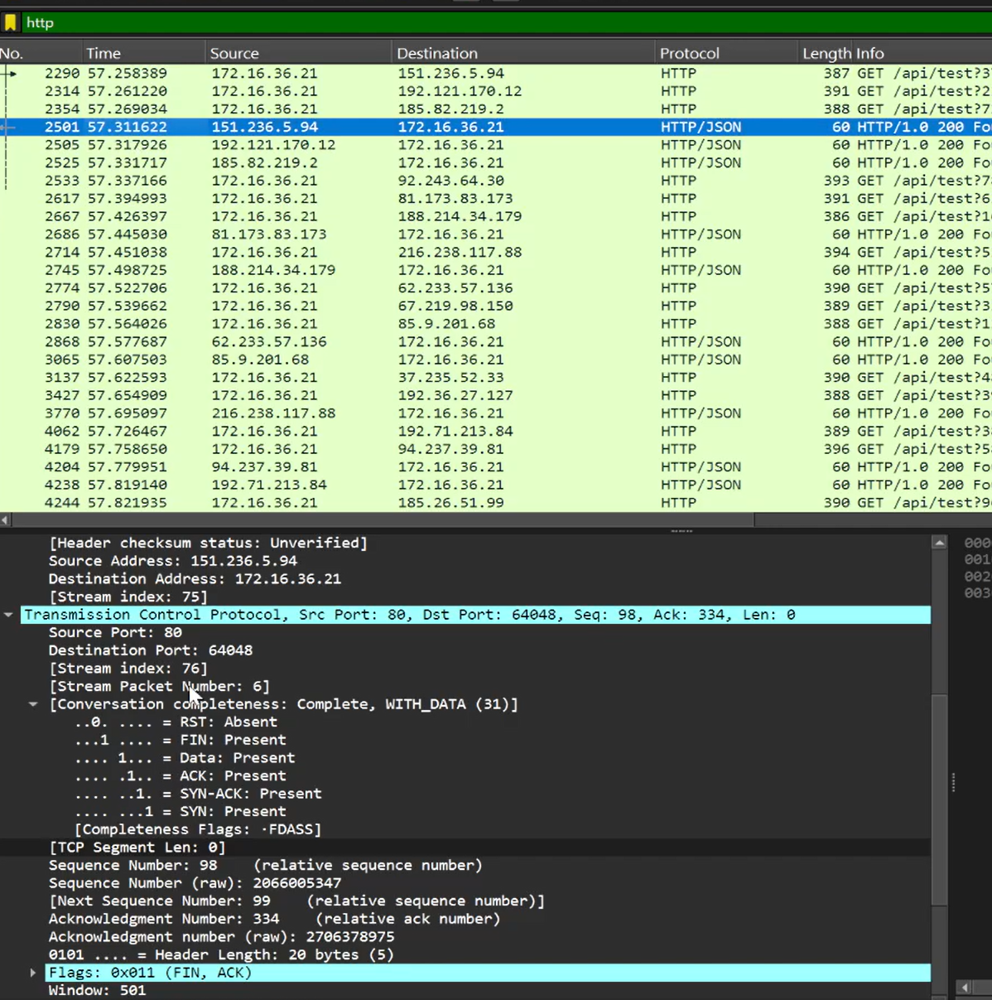 http
No. Time Source Destination Protocol Length Info
2290 57.258389 172.16.36.21 151.236.5.94 HTTP 387 GET /api/test?3
2314 57.261220 172.16.36.21 192.121.170.12 HTTP 391 GET /api/test?2
2354 57.269034 172.16.36.21 185.82.219.2 HTTP 388 GET /api/test?7
2501 57.311622 151.236.5.94 172.16.36.21 HTTP/JSON 60 HTTP/1.0 200 Fo
2505 57.317926 192.121.170.12 172.16.36.21 HTTP/JSON 60 HTTP/1.0 200 Fo
2525 57.331717 185.82.219.2 172.16.36.21 HTTP/JSON 60 HTTP/1.0 200 Fo
2533 57.337166 172.16.36.21 92.243.64.30 HTTP 393 GET /api/test?7
2617 57.394993 172.16.36.21 81.173.83.173 HTTP 391 GET /api/test?6
2667 57.426397 172.16.36.21 188.214.34.179 HTTP 386 GET /api/test?1
2686 57.445030 81.173.83.173 172.16.36.21 HTTP/JSON 60 HTTP/1.0 200 Fo
2714 57.451038 172.16.36.21 216.238.117.88 HTTP 394 GET /api/test?5
2745 57.498725 188.214.34.179 172.16.36.21 HTTP/JSON 60 HTTP/1.0 200 Fo
2774 57.522706 172.16.36.21 62.233.57.136 HTTP 390 GET /api/test?5
2790 57.539662 172.16.36.21 67.219.98.150 HTTP 389 GET /api/test?3
2830 57.564026 172.16.36.21 85.9.201.68 HTTP 388 GET /api/test?1
2868 57.577687 62.233.57.136 172.16.36.21 HTTP/JSON 60 HTTP/1.0 200 Fo
3065 57.607503 85.9.201.68 172.16.36.21 HTTP/JSON 60 HTTP/1.0 200 Fo
3137 57.622593 172.16.36.21 37.235.52.33 HTTP 390 GET /api/test?4
3427 57.654909 172.16.36.21 192.36.27.127 HTTP 388 GET /api/test?3
3770 57.695097 216.238.117.88 172.16.36.21 HTTP/JSON 60 HTTP/1.0 200 Fo
4062 57.726467 172.16.36.21 192.71.213.84 HTTP 389 GET /api/test?3
4179 57.758650 172.16.36.21 94.237.39.81 HTTP 396 GET /api/test?5
4204 57.779951 94.237.39.81 172.16.36.21 HTTP/JSON 60 HTTP/1.0 200 Fo
4238 57.819140 192.71.213.84 172.16.36.21 HTTP/JSON 60 HTTP/1.0 200 Fo
4244 57.821935 172.16.36.21 185.26.51.99 HTTP 390 GET /api/test?9
[Header checksum status: Unverified]
Source Address: 151.236.5.94
Destination Address: 172.16.36.21
[Stream index: 75]
Transmission Control Protocol, Src Port: 80, Dst Port: 64048, Seq: 98, Ack: 334, Len: 0
Source Port: 80
Destination Port: 64048
[Stream index: 76]
[Stream Packet Number: 6]
[Conversation completeness: Complete, WITH_DATA (31)]
..0. .... = RST: Absent
...1 .... = FIN: Present
.... 1... = Data: Present
.... .1.. = ACK: Present
.... ..1. = SYN-ACK: Present
.... ...1 = SYN: Present
[Completeness Flags: ·FDASS]
[TCP Segment Len: 0]
Sequence Number: 98 (relative sequence number)
Sequence Number (raw): 2066005347
[Next Sequence Number: 99 (relative sequence number)]
Acknowledgment Number: 334 (relative ack number)
Acknowledgment number (raw): 2706378975
0101 .... = Header Length: 20 bytes (5)
Flags: 0x011 (FIN, ACK)
Window: 501
000
001
002
003